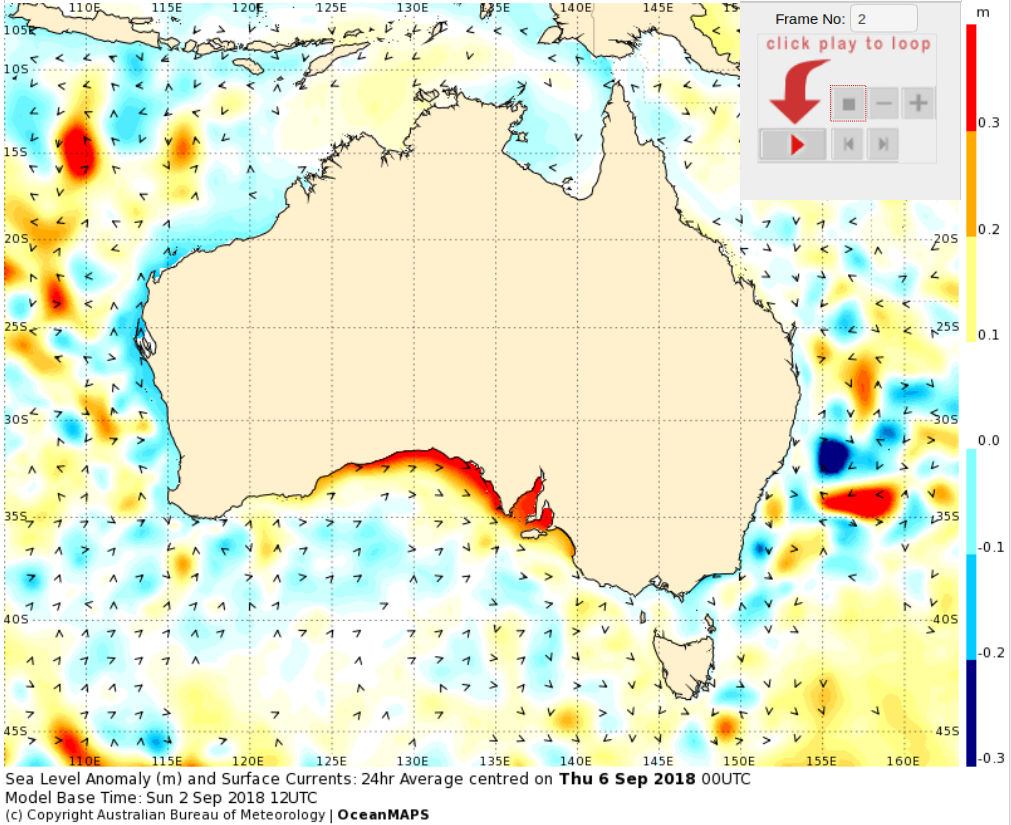 110E 115E 120E 125E 130E 135E 140E 145E 150E
m
Frame No: 2
click play to loop
10S
10S
15S
15S
20S
20S
25S
25S
30S
30S
35S
35S
40S
40S
45S
45S
110E 115E 120E 125E 130E 135E 140E 145E 150E 155E 160E
0.3
0.2
0.1
0.0
-0.1
-0.2
-0.3
Sea Level Anomaly (m) and Surface Currents: 24hr Average centred on Thu 6 Sep 2018 00UTC
Model Base Time: Sun 2 Sep 2018 12UTC
(c) Copyright Australian Bureau of Meteorology | OceanMAPS